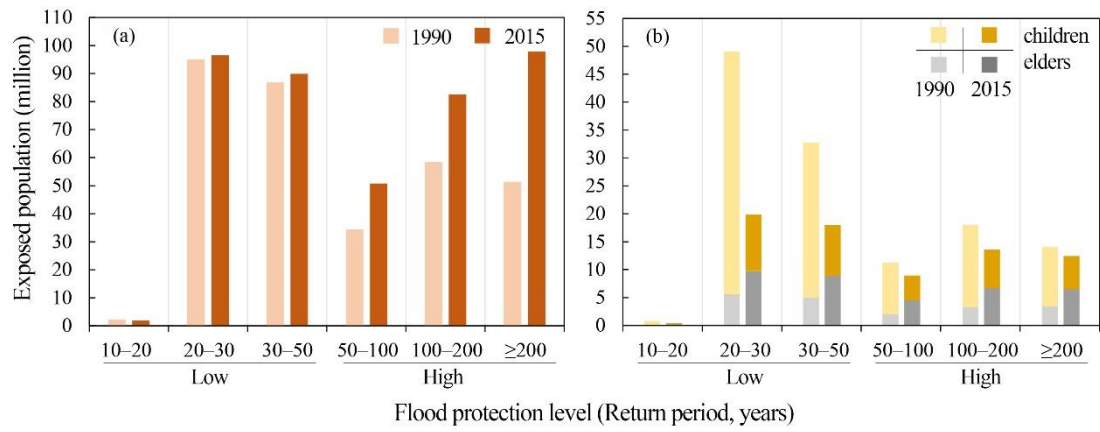 Exposed population (million)
110
100
90
80
70
60
50
40
30
20
10
0
(a)
1990 2015
10–20 20–30 30–50 50–100 100–200 ≥200
Low High
55
50
45
40
35
30
25
20
15
10
5
0
(b)
children
elders
1990 2015
10–20 20–30 30–50 50–100 100–200 ≥200
Low High
Flood protection level (Return period, years)